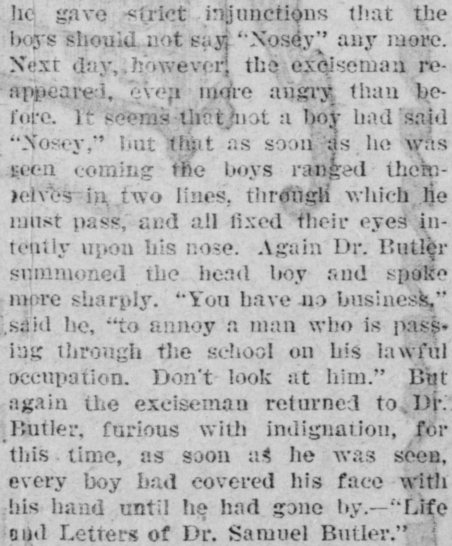 he gave strict injunctions that the
boys should not say "Nosey" any more.
Next day, however, the exciseman re-
appeared, even more angry than be-
fore. It seems that not a boy had said
"Nosey," but that as soon as he was
seen coming the boys ranged them-
selves in two lines, through which he
must pass, and all fixed their eyes in-
tently upon his nose. Again Dr. Butler
summoned the head boy and spoke
more sharply. "You have no business,"
said he, "to annoy a man who is pass-
ing through the school on his lawful
occupation. Don't look at him." But
again the exciseman returned to Dr.
Butler, furious with indignation, for
this time, as soon as he was seen,
every boy had covered his face with
his hand until he had gone by.—"Life
and Letters of Dr. Samuel Butler."